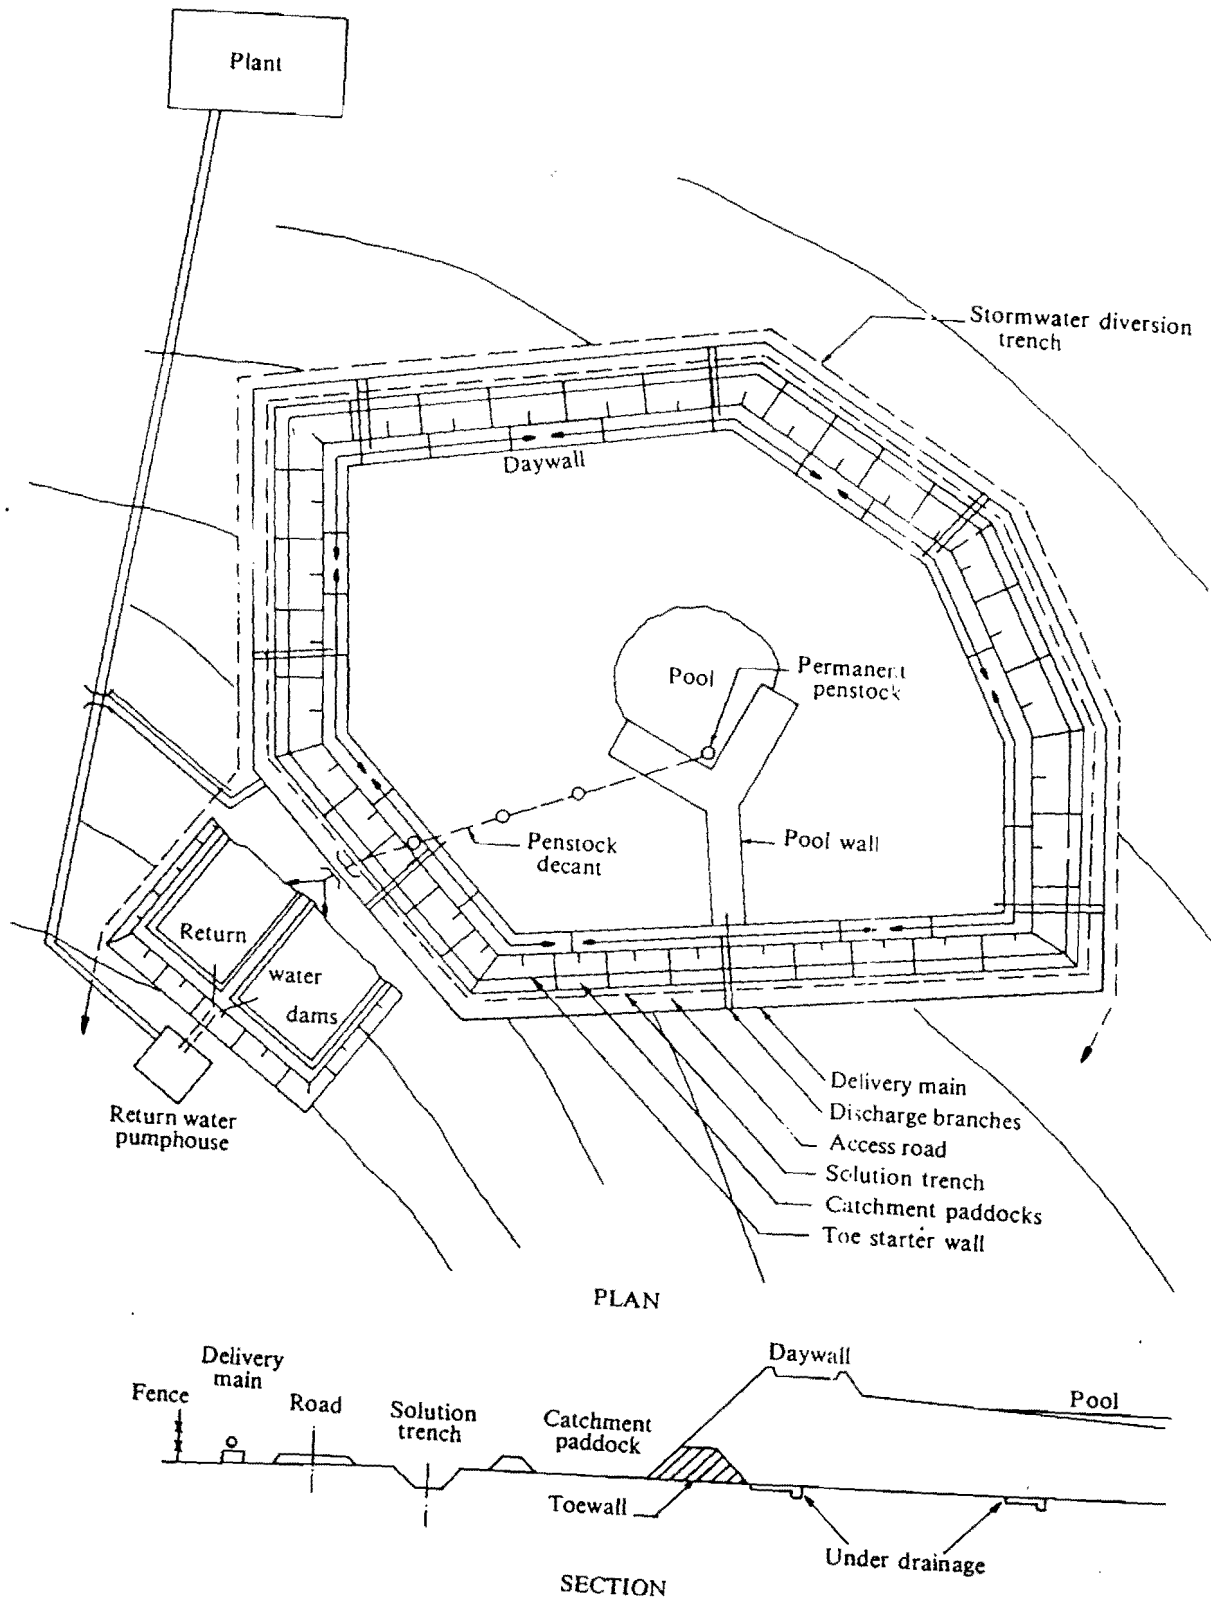 Plant
Stormwater diversion
trench
Daywall
Pool
Permanent
penstock
Penstock
decant
Pool wall
Return
water
dams
Return water
pumphouse
Delivery main
Discharge branches
Access road
Solution trench
Catchment paddocks
Toe starter wall
PLAN
Daywall
Delivery
main
Fence
Road
Solution
trench
Catchment
paddock
Pool
Toewall
Under drainage
SECTION